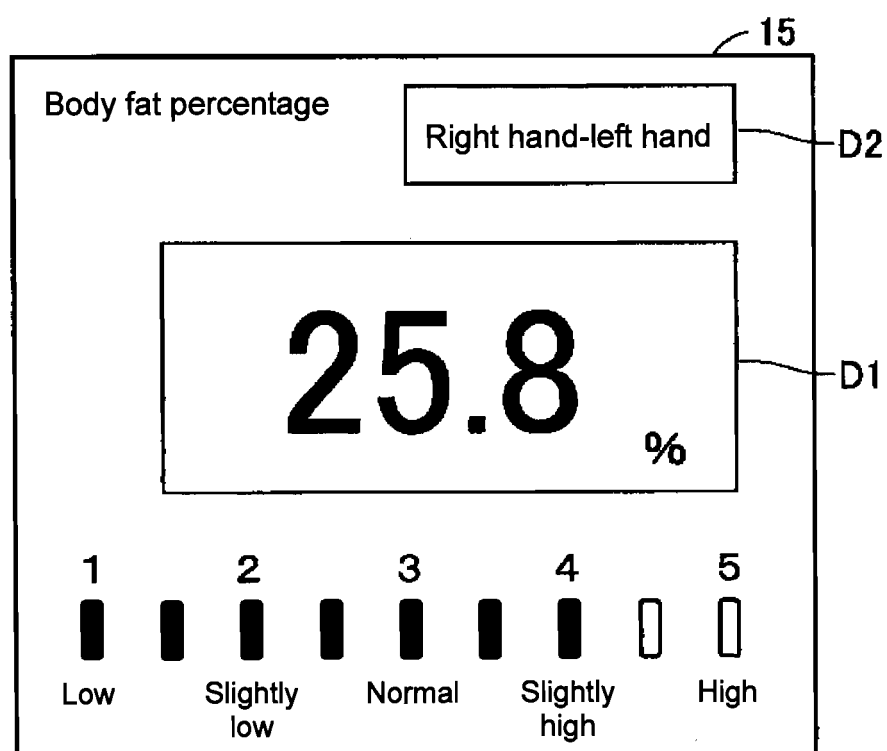 15
Body fat percentage
Right hand-left hand
D2
25.8
%
D1
1 2 3 4 5
Low Slightly low Normal Slightly high High